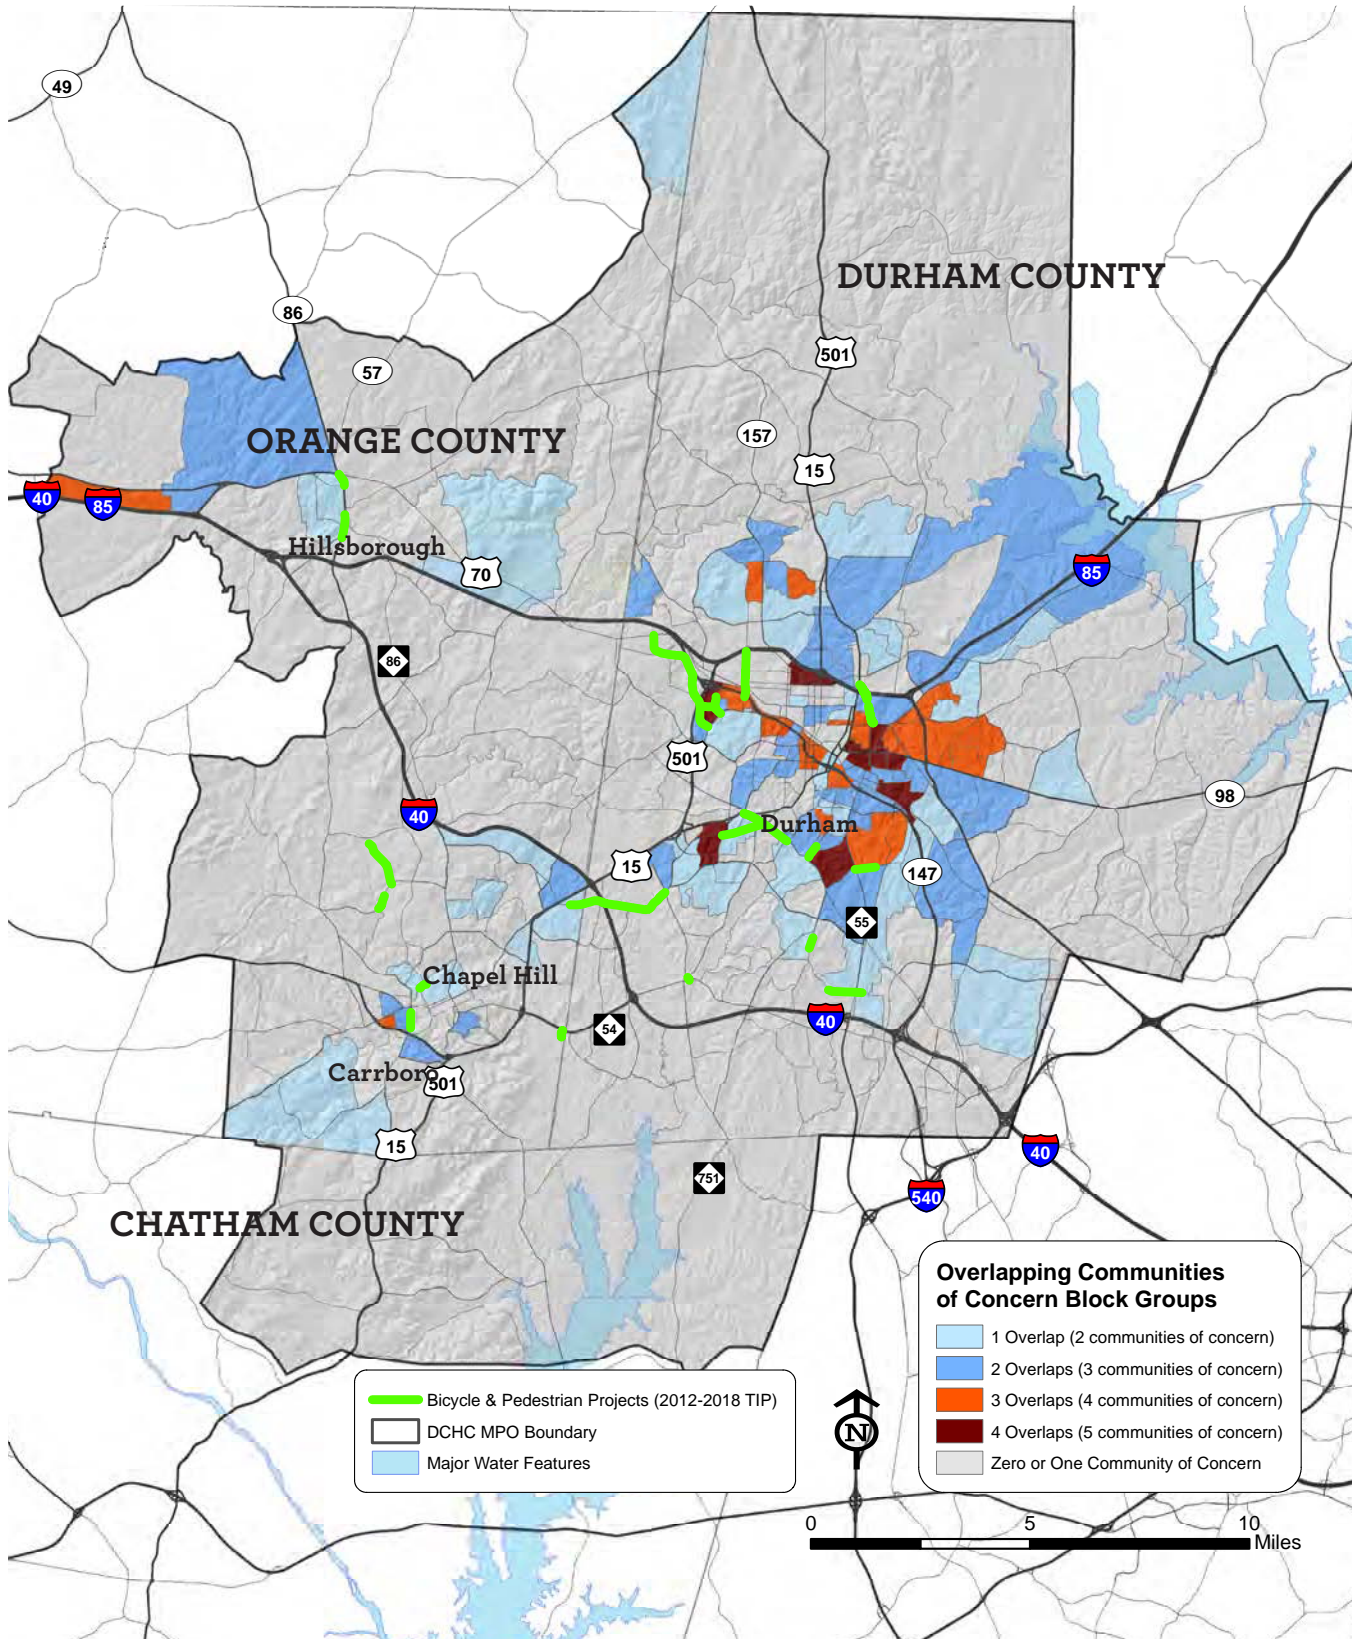 49
DURHAM COUNTY
86
501
57
ORANGE COUNTY
157
15
40
85
Hillsborough
70
85
86
501
98
40
Durham
15
147
55
Chapel Hill
40
54
Carrboro
501
15
40
751
540
CHATHAM COUNTY
Overlapping Communities
of Concern Block Groups
1 Overlap (2 communities of concern)
2 Overlaps (3 communities of concern)
3 Overlaps (4 communities of concern)
4 Overlaps (5 communities of concern)
Zero or One Community of Concern
Bicycle & Pedestrian Projects (2012-2018 TIP)
DCHC MPO Boundary
Major Water Features
N
0 5 10
Miles